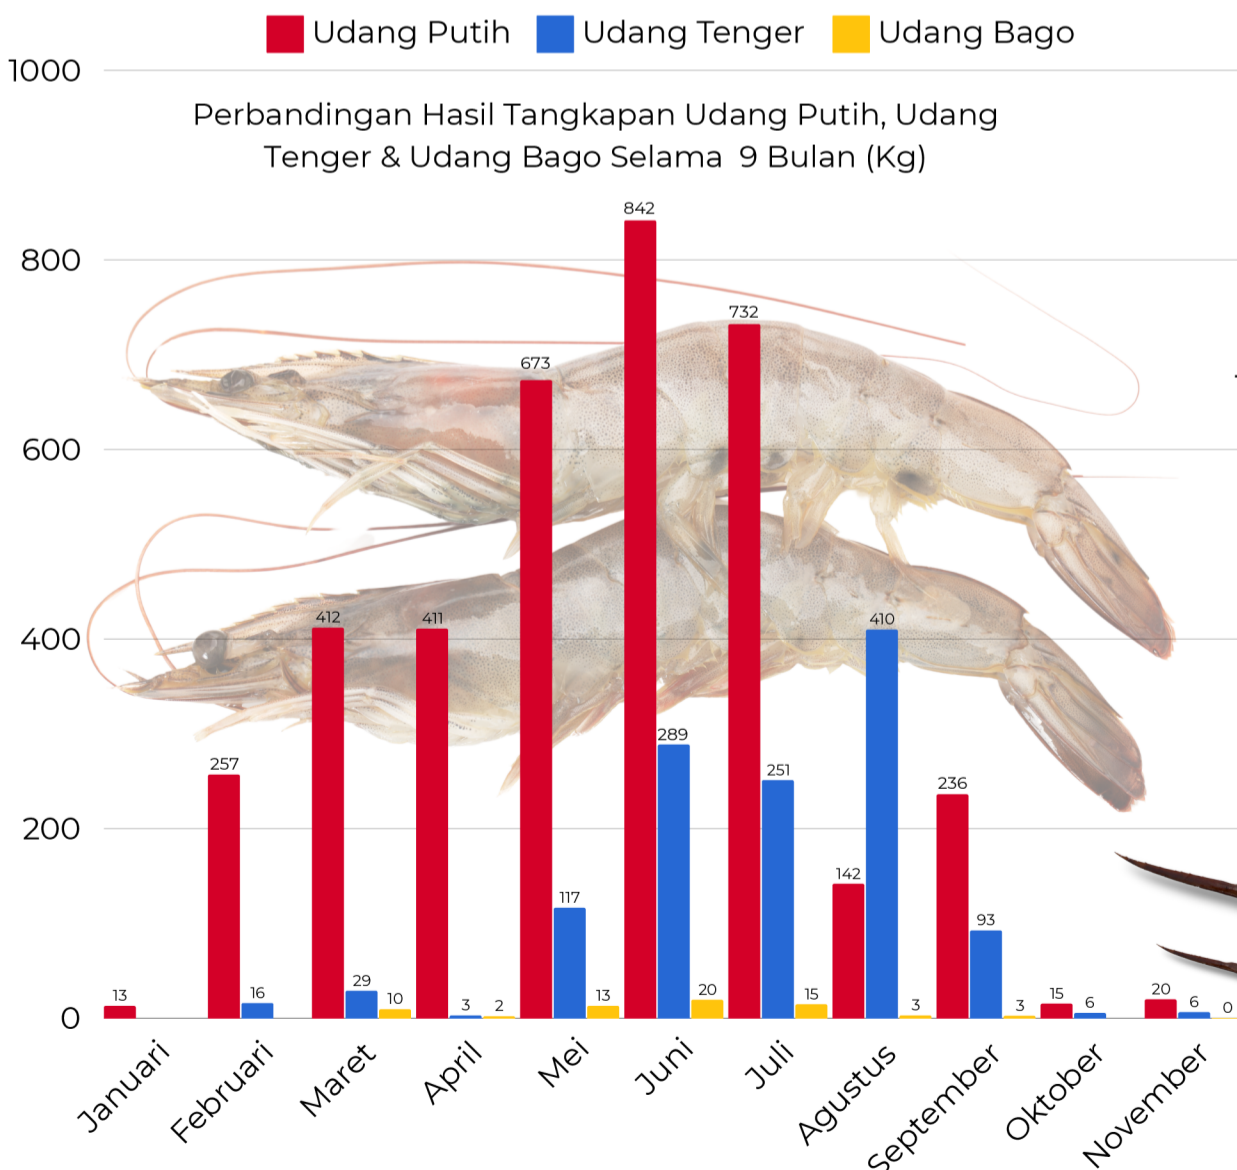 Udang Putih Udang Tenger Udang Bago
1000
Perbandingan Hasil Tangkapan Udang Putih, Udang
Tenger & Udang Bago Selama 9 Bulan (Kg)
842
800
732
673
600
412 411 410
400
289
257 251 236
200
142
117
93
29
13 16 10 3 2 13 20 15 3 3 15 6 20 6 0
0
Januari Februari Maret April Mei Juni Juli Agustus September Oktober November